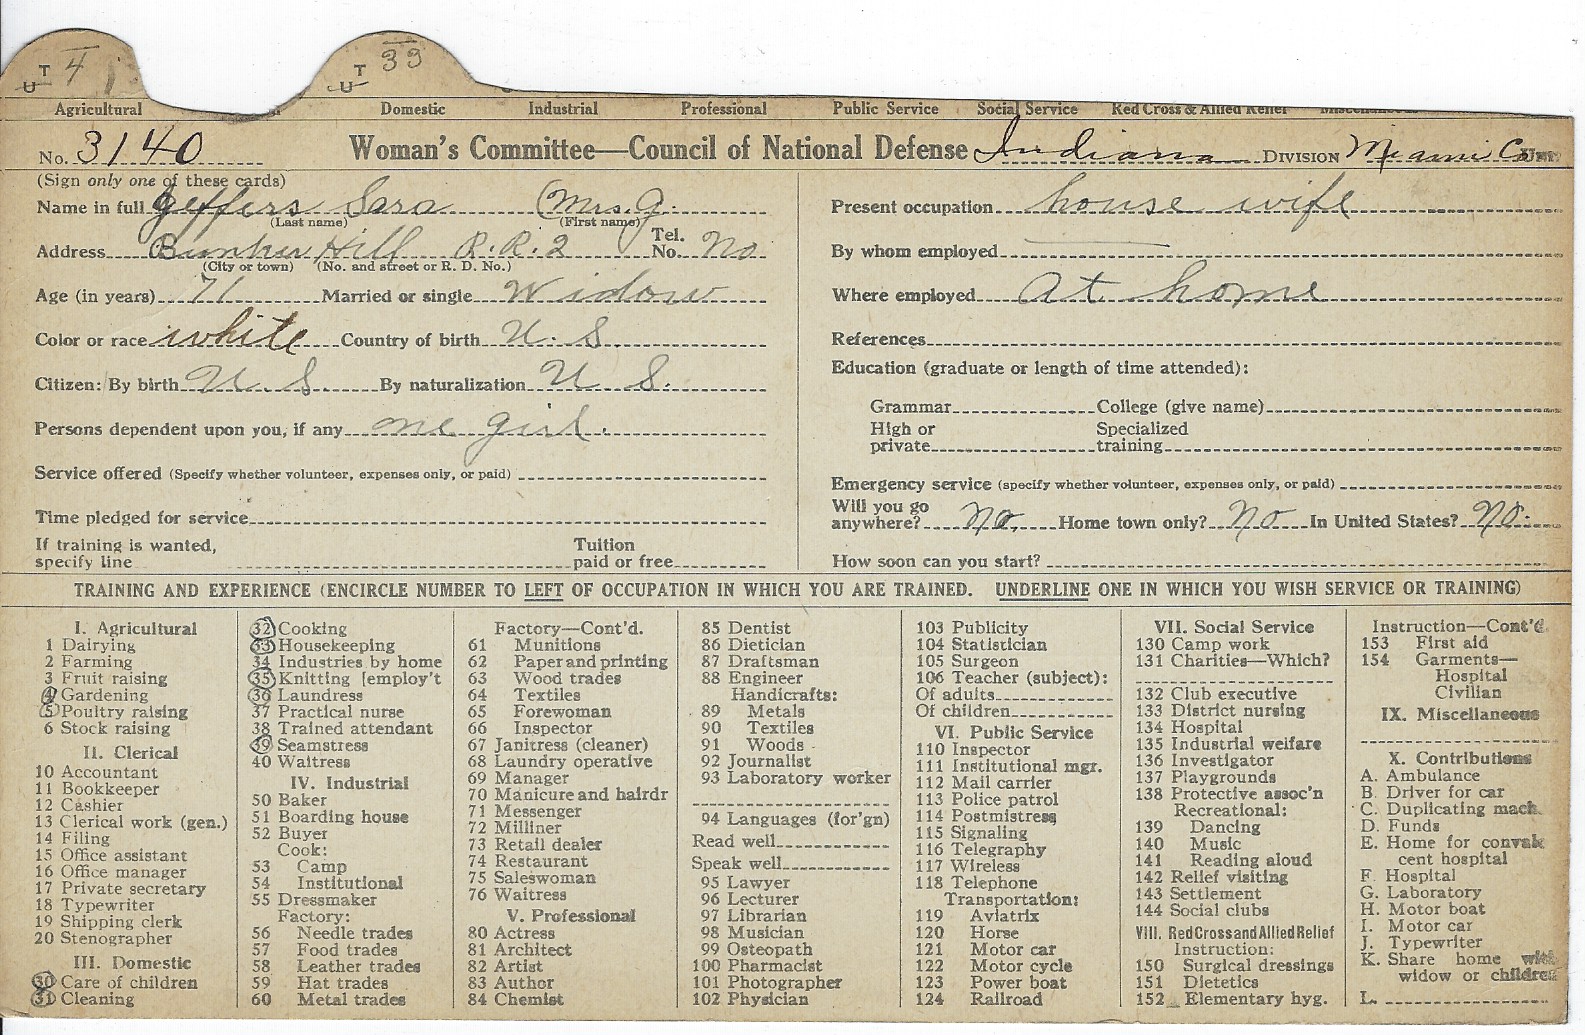 T U 4
T U 39
Agricultural Domestic Industrial Professional Public Service Social Service Red Cross & Allied Relief Miscellaneous
No. 3140 Woman's Committee—Council of National Defense Indiana DIVISION Miami Co. UNIT
(Sign only one of these cards)
Name in full Jeffers Sara (Mrs. G.
(Last name) (First name)
Address Bunker Hill R. R. 2 Tel. No. No.
(City or town) (No. and street or R. D. No.)
Age (in years) 71 Married or single Widow
Color or race white Country of birth U. S.
Citizen: By birth U. S. By naturalization U S.
Persons dependent upon you, if any one girl.
Service offered (Specify whether volunteer, expenses only, or paid)
Time pledged for service
If training is wanted, specify line Tuition paid or free
Present occupation house wife
By whom employed
Where employed at home
References
Education (graduate or length of time attended):
Grammar College (give name)
High or private Specialized training
Emergency service (specify whether volunteer, expenses only, or paid)
Will you go anywhere? No. Home town only? No In United States? No.
How soon can you start?
TRAINING AND EXPERIENCE (ENCIRCLE NUMBER TO LEFT OF OCCUPATION IN WHICH YOU ARE TRAINED. UNDERLINE ONE IN WHICH YOU WISH SERVICE OR TRAINING)
I. Agricultural
1 Dairying
2 Farming
3 Fruit raising
4 Gardening
5 Poultry raising
6 Stock raising
II. Clerical
10 Accountant
11 Bookkeeper
12 Cashier
13 Clerical work (gen.)
14 Filing
15 Office assistant
16 Office manager
17 Private secretary
18 Typewriter
19 Shipping clerk
20 Stenographer
III. Domestic
30 Care of children
31 Cleaning
32 Cooking
33 Housekeeping
34 Industries by home
35 Knitting [employ't
36 Laundress
37 Practical nurse
38 Trained attendant
39 Seamstress
40 Waitress
IV. Industrial
50 Baker
51 Boarding house
52 Buyer
Cook:
53 Camp
54 Institutional
55 Dressmaker
Factory:
56 Needle trades
57 Food trades
58 Leather trades
59 Hat trades
60 Metal trades
Factory—Cont'd.
61 Munitions
62 Paper and printing
63 Wood trades
64 Textiles
65 Forewoman
66 Inspector
67 Janitress (cleaner)
68 Laundry operative
69 Manager
70 Manicure and hairdr
71 Messenger
72 Milliner
73 Retail dealer
74 Restaurant
75 Saleswoman
76 Waitress
V. Professional
80 Actress
81 Architect
82 Artist
83 Author
84 Chemist
85 Dentist
86 Dietician
87 Draftsman
88 Engineer
Handicrafts:
89 Metals
90 Textiles
91 Woods
92 Journalist
93 Laboratory worker
94 Languages (for'gn)
Read well
Speak well
95 Lawyer
96 Lecturer
97 Librarian
98 Musician
99 Osteopath
100 Pharmacist
101 Photographer
102 Physician
103 Publicity
104 Statistician
105 Surgeon
106 Teacher (subject):
Of adults
Of children
VI. Public Service
110 Inspector
111 Institutional mgr.
112 Mail carrier
113 Police patrol
114 Postmistress
115 Signaling
116 Telegraphy
117 Wireless
118 Telephone
Transportation:
119 Aviatrix
120 Horse
121 Motor car
122 Motor cycle
123 Power boat
124 Railroad
VII. Social Service
130 Camp work
131 Charities—Which?
132 Club executive
133 District nursing
134 Hospital
135 Industrial welfare
136 Investigator
137 Playgrounds
138 Protective assoc'n
Recreational:
139 Dancing
140 Music
141 Reading aloud
142 Relief visiting
143 Settlement
144 Social clubs
VIII. Red Cross and Allied Relief
Instruction:
150 Surgical dressings
151 Dietetics
152 Elementary hyg.
Instruction—Cont'd.
153 First aid
154 Garments—
Hospital
Civilian
IX. Miscellaneous
X. Contributions
A. Ambulance
B. Driver for car
C. Duplicating mach.
D. Funds
E. Home for convalescent hospital
F. Hospital
G. Laboratory
H. Motor boat
I. Motor car
J. Typewriter
K. Share home with
widow or children
L.